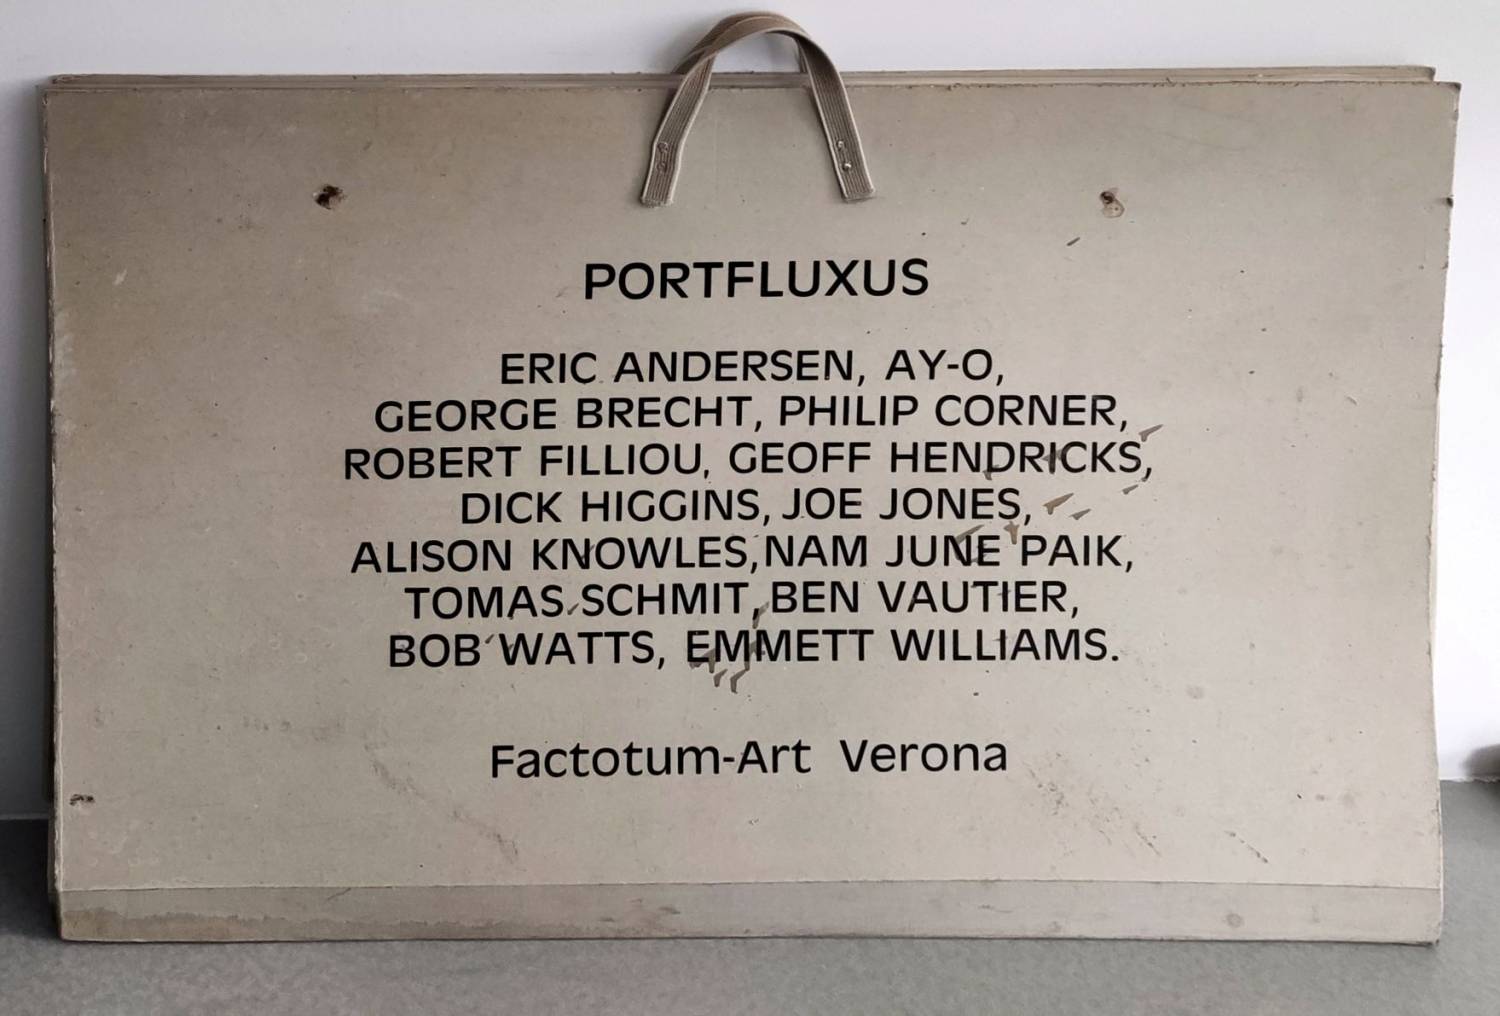 PORTFLUXUS
ERIC ANDERSEN, AY-O,
GEORGE BRECHT, PHILIP CORNER,
ROBERT FILLIOU, GEOFF HENDRICKS,
DICK HIGGINS, JOE JONES,
ALISON KNOWLES, NAM JUNE PAIK,
TOMAS SCHMIT, BEN VAUTIER,
BOB WATTS, EMMETT WILLIAMS.
Factotum-Art Verona